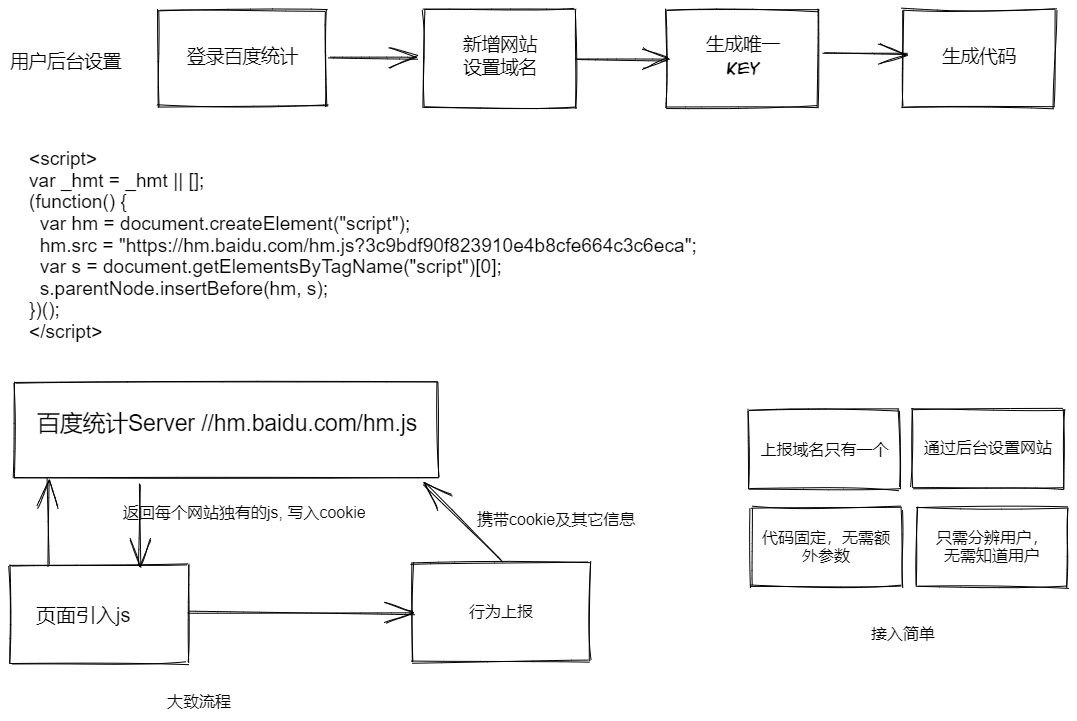 用户后台设置
登录百度统计
新增网站
设置域名
生成唯一
KEY
生成代码
<script>
var _hmt = _hmt || [];
(function() {
  var hm = document.createElement("script");
  hm.src = "https://hm.baidu.com/hm.js?3c9bdf90f823910e4b8cfe664c3c6eca";
  var s = document.getElementsByTagName("script")[0];
  s.parentNode.insertBefore(hm, s);
})();
</script>
百度统计Server //hm.baidu.com/hm.js
返回每个网站独有的js, 写入cookie
携带cookie及其它信息
页面引入js
行为上报
大致流程
上报域名只有一个
通过后台设置网站
代码固定，无需额
外参数
只需分辨用户，
无需知道用户
接入简单